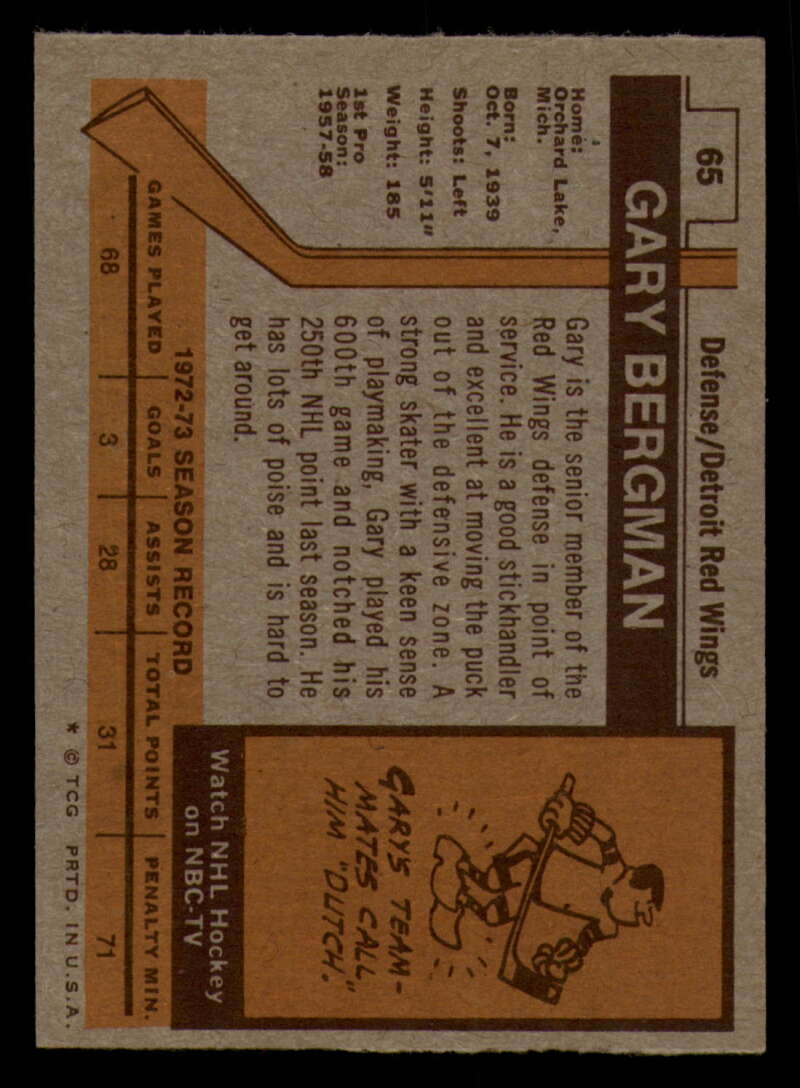 65
Defense/Detroit Red Wings
GARY BERGMAN
Home:
Orchard Lake,
Mich.
Born:
Oct. 7, 1939
Shoots: Left
Height: 5'11"
Weight: 185
1st Pro
Season:
1957-58
Gary is the senior member of the
Red Wings defense in point of
service. He is a good stickhandler
and excellent at moving the puck
out of the defensive zone. A
strong skater with a keen sense
of playmaking, Gary played his
600th game and notched his
250th NHL point last season. He
has lots of poise and is hard to
get around.
GARYS TEAM-
MATES CALL
HIM "DUTCH."
Watch NHL Hockey
on NBC-TV
1972-73 SEASON RECORD
GAMES PLAYED GOALS ASSISTS TOTAL POINTS PENALTY MIN.
68 3 28 31 71
* © TCG PRTD. IN U.S.A.